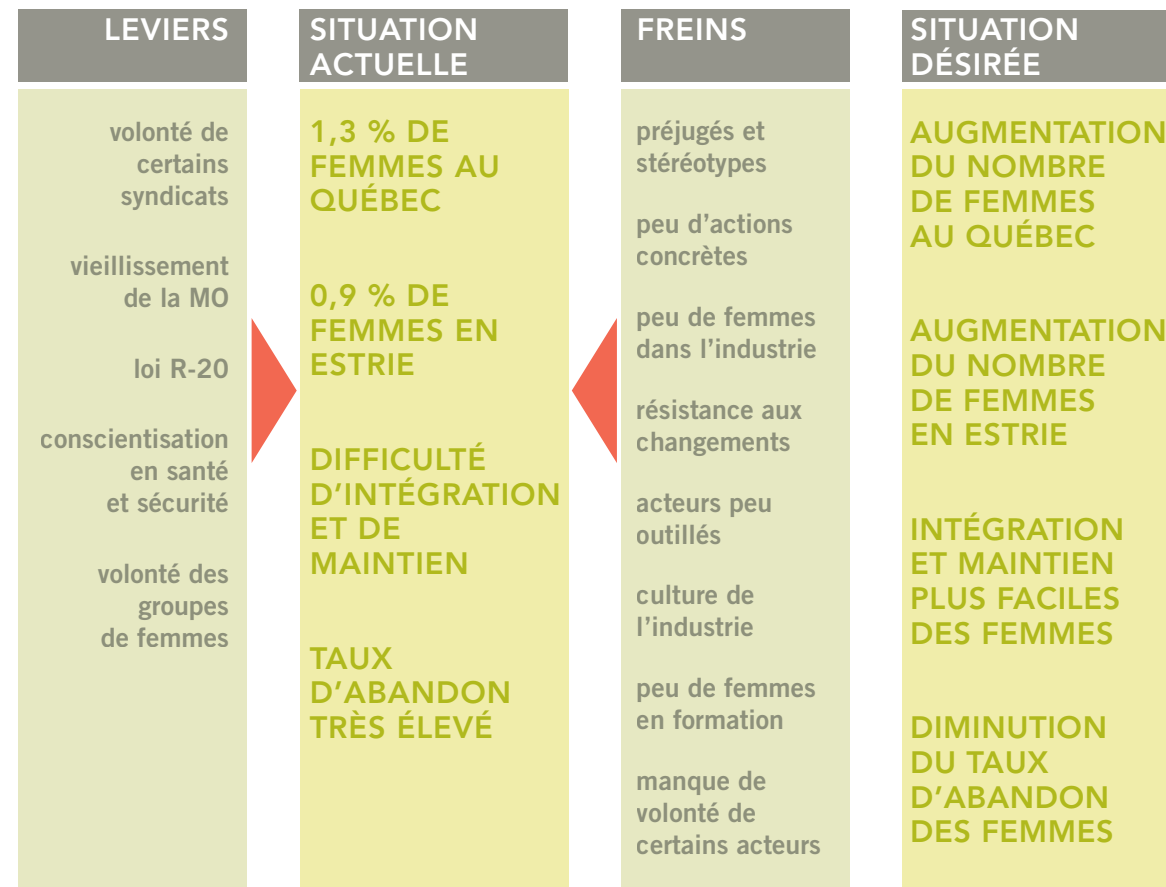 LEVIERS
volonté de
certains
syndicats
vieillissement
de la MO
loi R-20
conscientisation
en santé
et sécurité
volonté des
groupes
de femmes
SITUATION
ACTUELLE
1,3 % DE
FEMMES AU
QUÉBEC
0,9 % DE
FEMMES EN
ESTRIE
DIFFICULTÉ
D’INTÉGRATION
ET DE
MAINTIEN
TAUX
D’ABANDON
TRÈS ÉLEVÉ
FREINS
préjugés et
stéréotypes
peu d’actions
concrètes
peu de femmes
dans l’industrie
résistance aux
changements
acteurs peu
outillés
culture de
l’industrie
peu de femmes
en formation
manque de
volonté de
certains acteurs
SITUATION
DÉSIRÉE
AUGMENTATION
DU NOMBRE
DE FEMMES
AU QUÉBEC
AUGMENTATION
DU NOMBRE
DE FEMMES
EN ESTRIE
INTÉGRATION
ET MAINTIEN
PLUS FACILES
DES FEMMES
DIMINUTION
DU TAUX
D’ABANDON
DES FEMMES